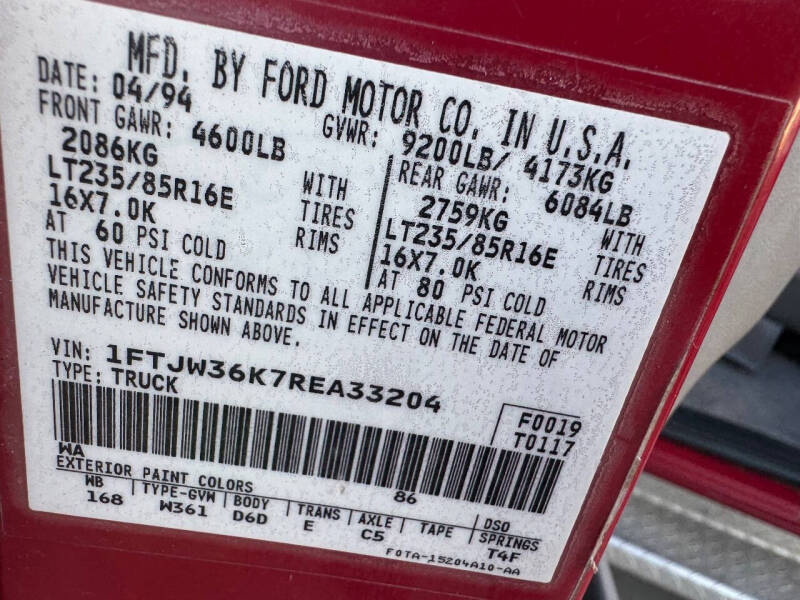 MFD. BY FORD MOTOR CO. IN U.S.A.
DATE: 04/94 GVWR: 9200LB/ 4173KG
FRONT GAWR: 4600LB REAR GAWR: 6084LB
2086KG WITH 2759KG WITH
LT235/85R16E TIRES LT235/85R16E TIRES
16X7.0K RIMS 16X7.0K RIMS
AT 60 PSI COLD AT 80 PSI COLD
THIS VEHICLE CONFORMS TO ALL APPLICABLE FEDERAL MOTOR
VEHICLE SAFETY STANDARDS IN EFFECT ON THE DATE OF
MANUFACTURE SHOWN ABOVE.
VIN: 1FTJW36K7REA33204
TYPE: TRUCK
F0019
T0117
WA 86
EXTERIOR PAINT COLORS DSO
WB TYPE-GVW BODY TRANS AXLE TAPE SPRINGS
168 W361 D6D E C5 T4F
F0TA-15204A10-AA